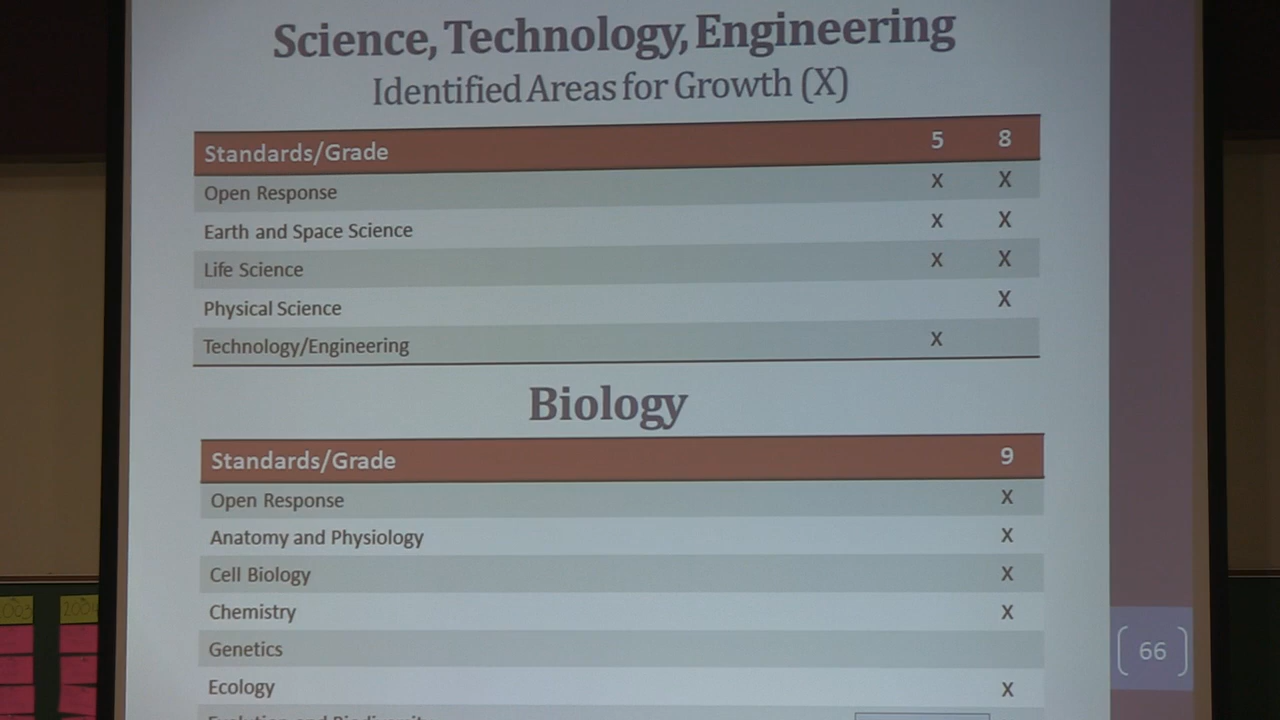 Science, Technology, Engineering
Identified Areas for Growth (X)
Standards/Grade 5 8
Open Response X X
Earth and Space Science X X
Life Science X X
Physical Science X
Technology/Engineering X
Biology
Standards/Grade 9
Open Response X
Anatomy and Physiology X
Cell Biology X
Chemistry X
Genetics
Ecology X
66